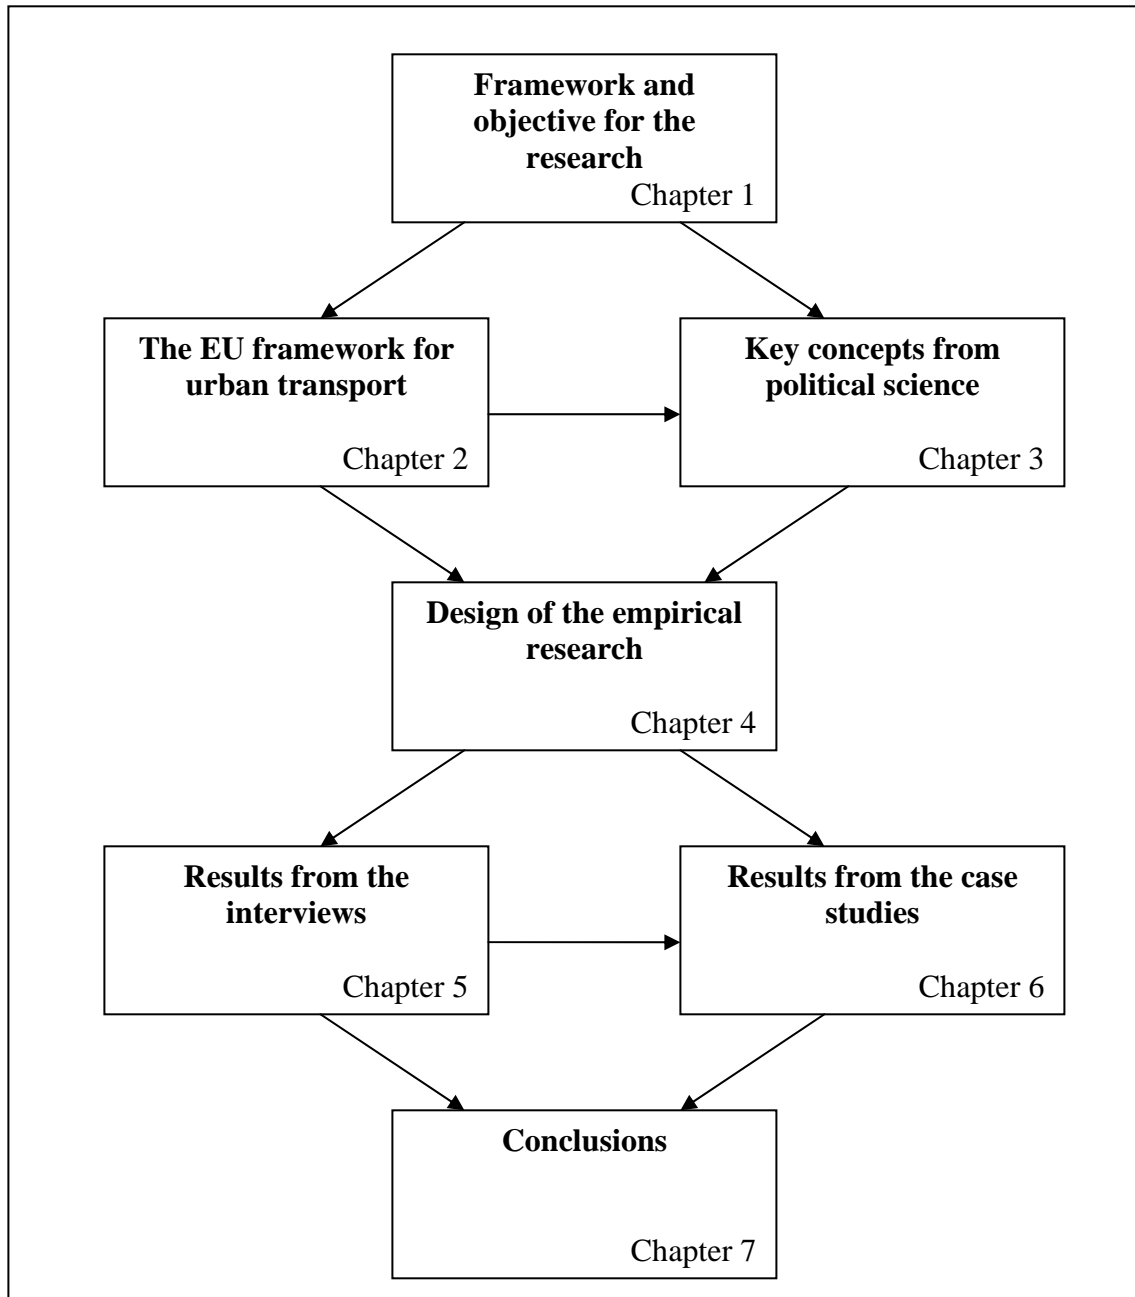 Framework and
objective for the
research
Chapter 1
The EU framework for
urban transport
Chapter 2
Key concepts from
political science
Chapter 3
Design of the empirical
research
Chapter 4
Results from the
interviews
Chapter 5
Results from the case
studies
Chapter 6
Conclusions
Chapter 7